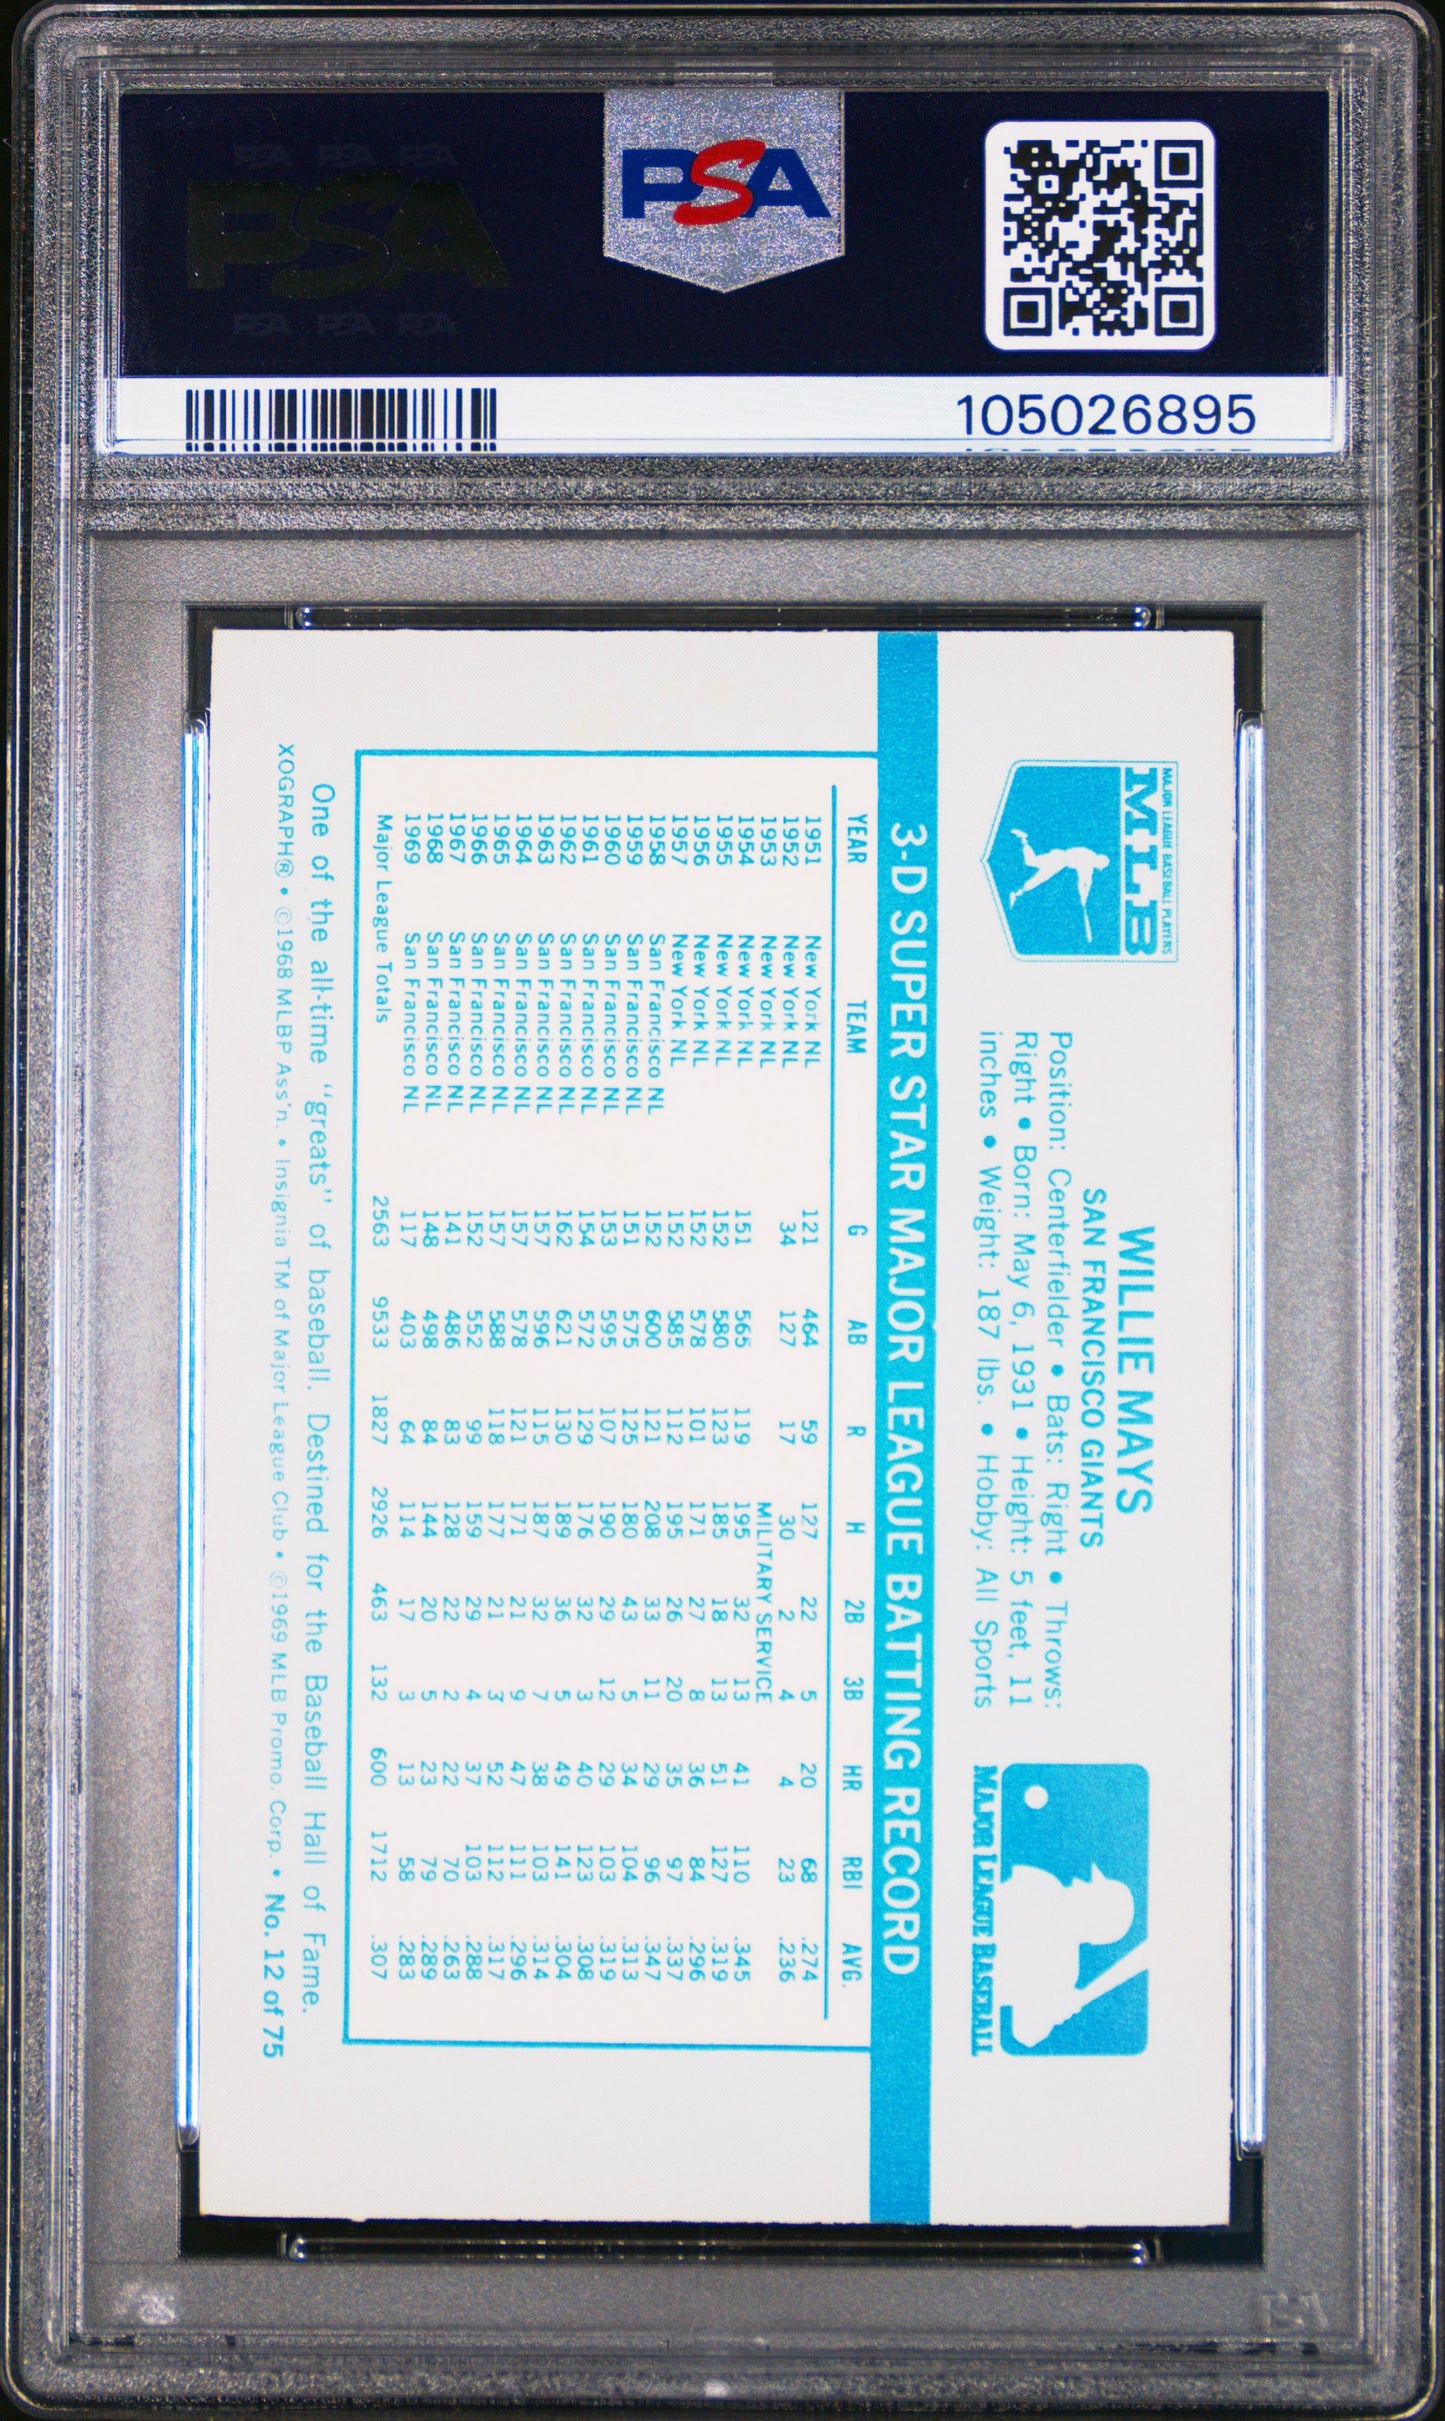 PSA PSA PSA
PSA
PSA PSA PSA
PSA
105026895
MAJOR LEAGUE BASEBALL PLAYERS
MLB
WILLIE MAYS
SAN FRANCISCO GIANTS
Position: Centerfielder • Bats: Right • Throws:
Right • Born: May 6, 1931 • Height: 5 feet, 11
inches • Weight: 187 lbs. • Hobby: All Sports
MAJOR LEAGUE BASEBALL
3-D SUPER STAR MAJOR LEAGUE BATTING RECORD
YEAR TEAM G AB R H 2B 3B HR RBI AVG.
1951 New York NL 121 464 59 127 22 5 20 68 .274
1952 New York NL 34 127 17 30 2 4 4 23 .236
1953 New York NL MILITARY SERVICE
1954 New York NL 151 565 119 195 32 13 41 110 .345
1955 New York NL 152 580 123 185 18 13 51 127 .319
1956 New York NL 152 578 101 171 27 8 36 84 .296
1957 New York NL 152 585 112 195 26 20 35 97 .337
1958 San Francisco NL 152 600 121 208 33 11 29 96 .347
1959 San Francisco NL 151 575 125 180 43 5 34 104 .313
1960 San Francisco NL 153 595 107 190 29 12 29 103 .319
1961 San Francisco NL 154 572 129 176 32 3 40 123 .308
1962 San Francisco NL 162 621 130 189 36 5 49 141 .304
1963 San Francisco NL 157 596 115 187 32 7 38 103 .314
1964 San Francisco NL 157 578 121 171 21 9 47 111 .296
1965 San Francisco NL 157 588 118 177 21 3 52 112 .317
1966 San Francisco NL 152 552 99 159 29 4 37 103 .288
1967 San Francisco NL 141 486 83 128 22 2 22 70 .263
1968 San Francisco NL 148 498 84 144 20 5 23 79 .289
1969 San Francisco NL 117 403 64 114 17 3 13 58 .283
Major League Totals 2563 9533 1827 2926 463 132 600 1712 .307
One of the all-time "greats" of baseball. Destined for the Baseball Hall of Fame.
XOGRAPH® • ©1968 MLBP Ass'n. • Insignia TM of Major League Club • ©1969 MLB Promo. Corp. • No. 12 of 75